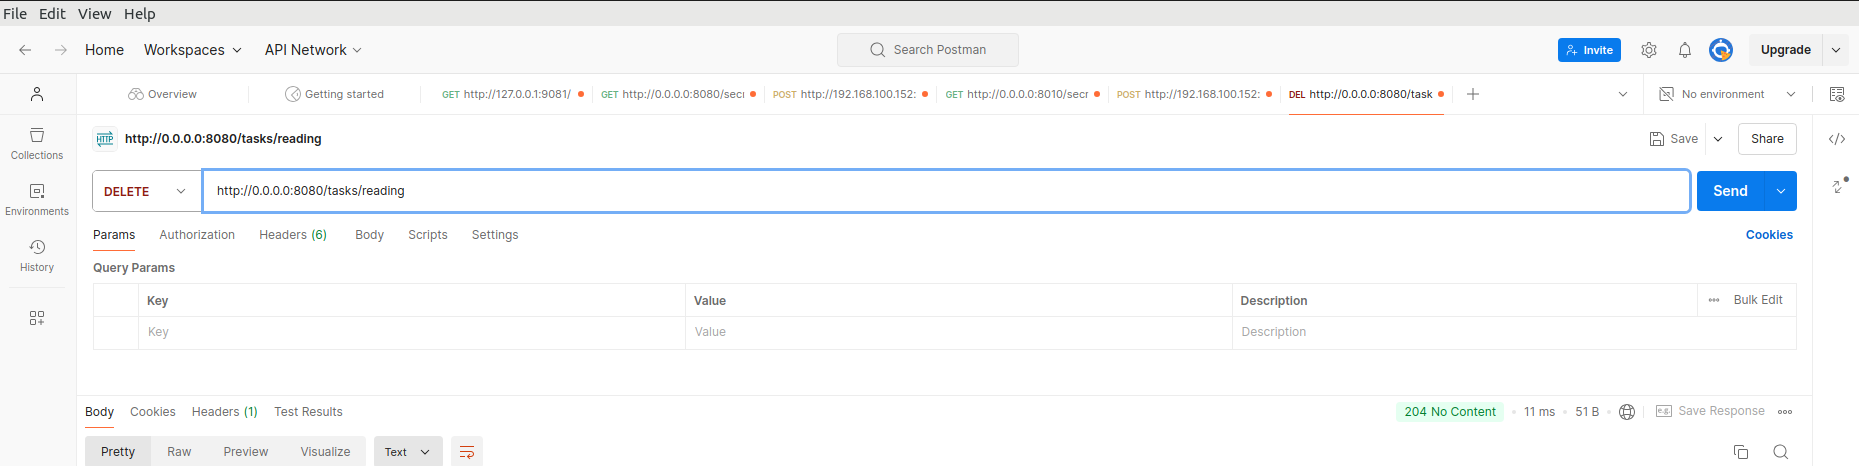 File Edit View Help
Home Workspaces API Network Search Postman Invite Upgrade
Overview Getting started GET http://127.0.0.1:9081/ GET http://0.0.0.0:8080/seci POST http://192.168.100.152: GET http://0.0.0.0:8010/secr POST http://192.168.100.152: DEL http://0.0.0.0:8080/task No environment
HTTP http://0.0.0.0:8080/tasks/reading Save Share
Collections
DELETE http://0.0.0.0:8080/tasks/reading Send
Environments
Params Authorization Headers (6) Body Scripts Settings Cookies
History
Query Params
Key Value Description Bulk Edit
Key Value Description
Body Cookies Headers (1) Test Results 204 No Content 11 ms 51 B e.g. Save Response
Pretty Raw Preview Visualize Text